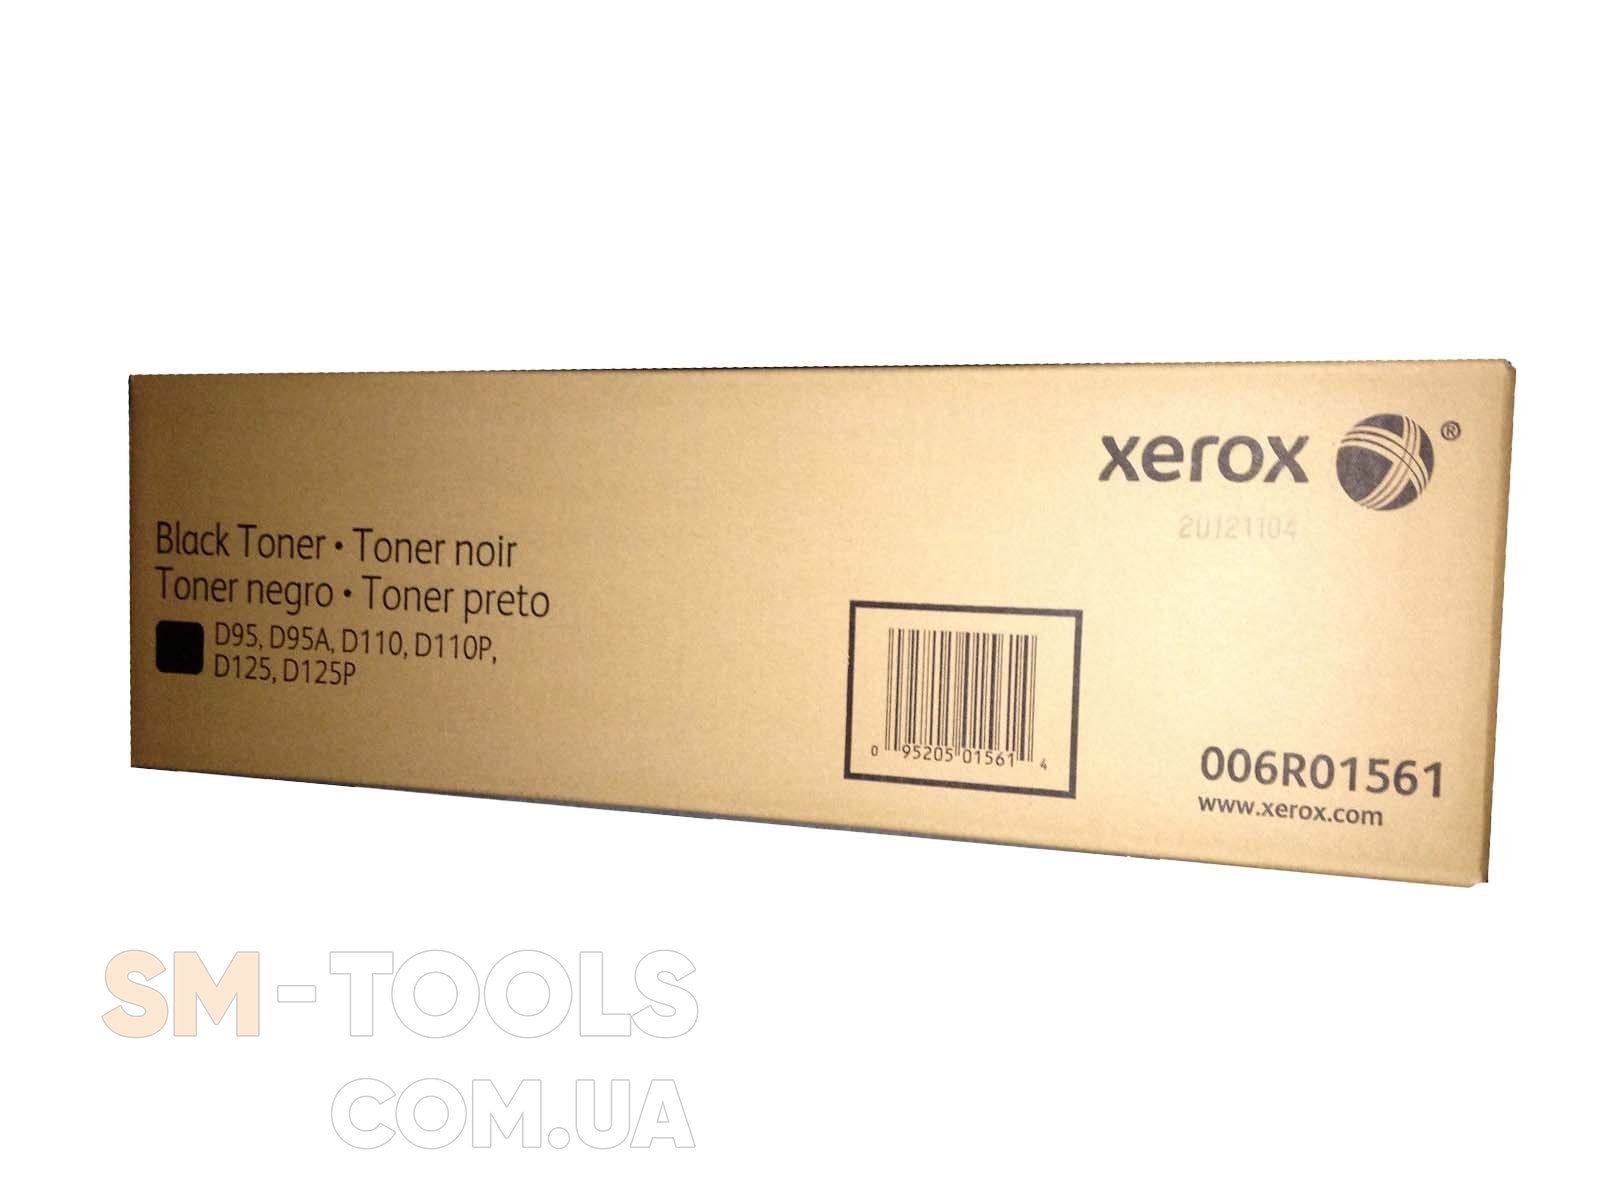 xerox ®
20121104
Black Toner • Toner noir
Toner negro • Toner preto
D95, D95A, D110, D110P,
D125, D125P
0 95205 01561 4
006R01561
www.xerox.com
SM-TOOLS
COM.UA